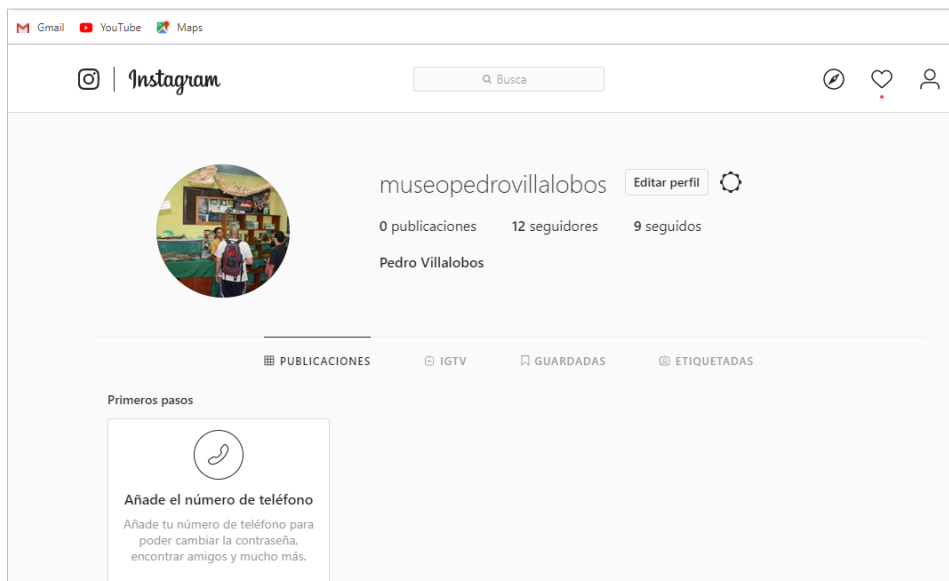 Gmail YouTube Maps
Instagram Busca
museopedrovillalobos Editar perfil
0 publicaciones 12 seguidores 9 seguidos
Pedro Villalobos
PUBLICACIONES IGTV GUARDADAS ETIQUETADAS
Primeros pasos
Añade el número de teléfono
Añade tu número de teléfono para
poder cambiar la contraseña,
encontrar amigos y mucho más.